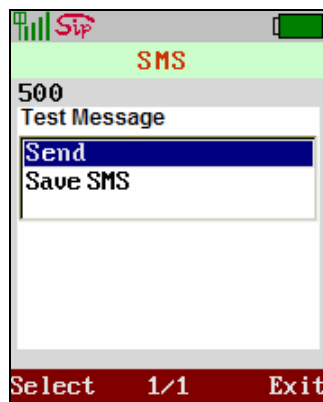 Sip
SMS
500
Test Message
Send
Save SMS
Select 1/1 Exit